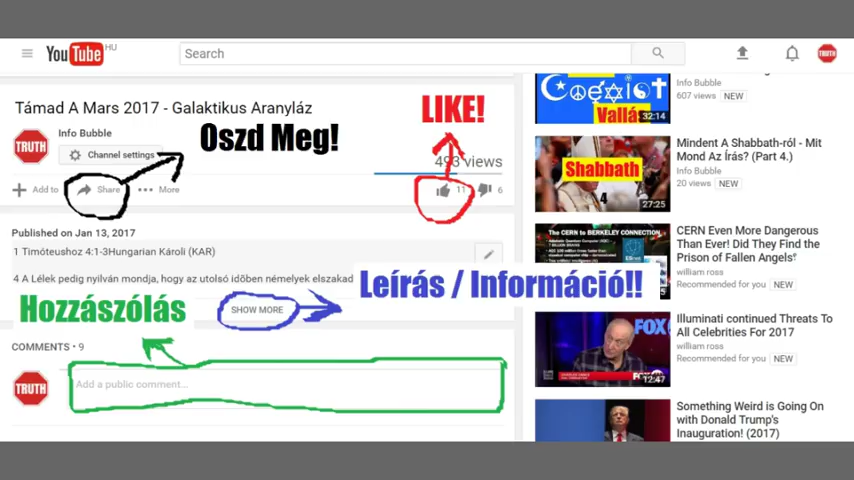 YouTube HU
Search
TRUTH
Támad A Mars 2017 - Galaktikus Aranyláz
Info Bubble
TRUTH
Channel settings
Oszd Meg!
LIKE!
493 views
Add to
Share
More
11
6
Published on Jan 13, 2017
1 Timóteushoz 4:1-3Hungarian Károli (KAR)
4 A Lélek pedig nyilván mondja, hogy az utolsó időben némelyek elszakad
Leírás / Információ!!
Hozzászólás
SHOW MORE
COMMENTS • 9
TRUTH
Add a public comment...
COEXIST
Vallás
32:14
Info Bubble
607 views NEW
Shabbath
4
27:25
Mindent A Shabbath-ról - Mit
Mond Az Írás? (Part 4.)
Info Bubble
20 views NEW
The CERN to BERKELEY CONNECTION
CERN Even More Dangerous
Than Ever! Did They Find the
Prison of Fallen Angels"
william ross
Recommended for you NEW
FOX
12:47
Illuminati continued Threats To
All Celebrities For 2017
william ross
Recommended for you NEW
Something Weird is Going On
with Donald Trump's
Inauguration! (2017)